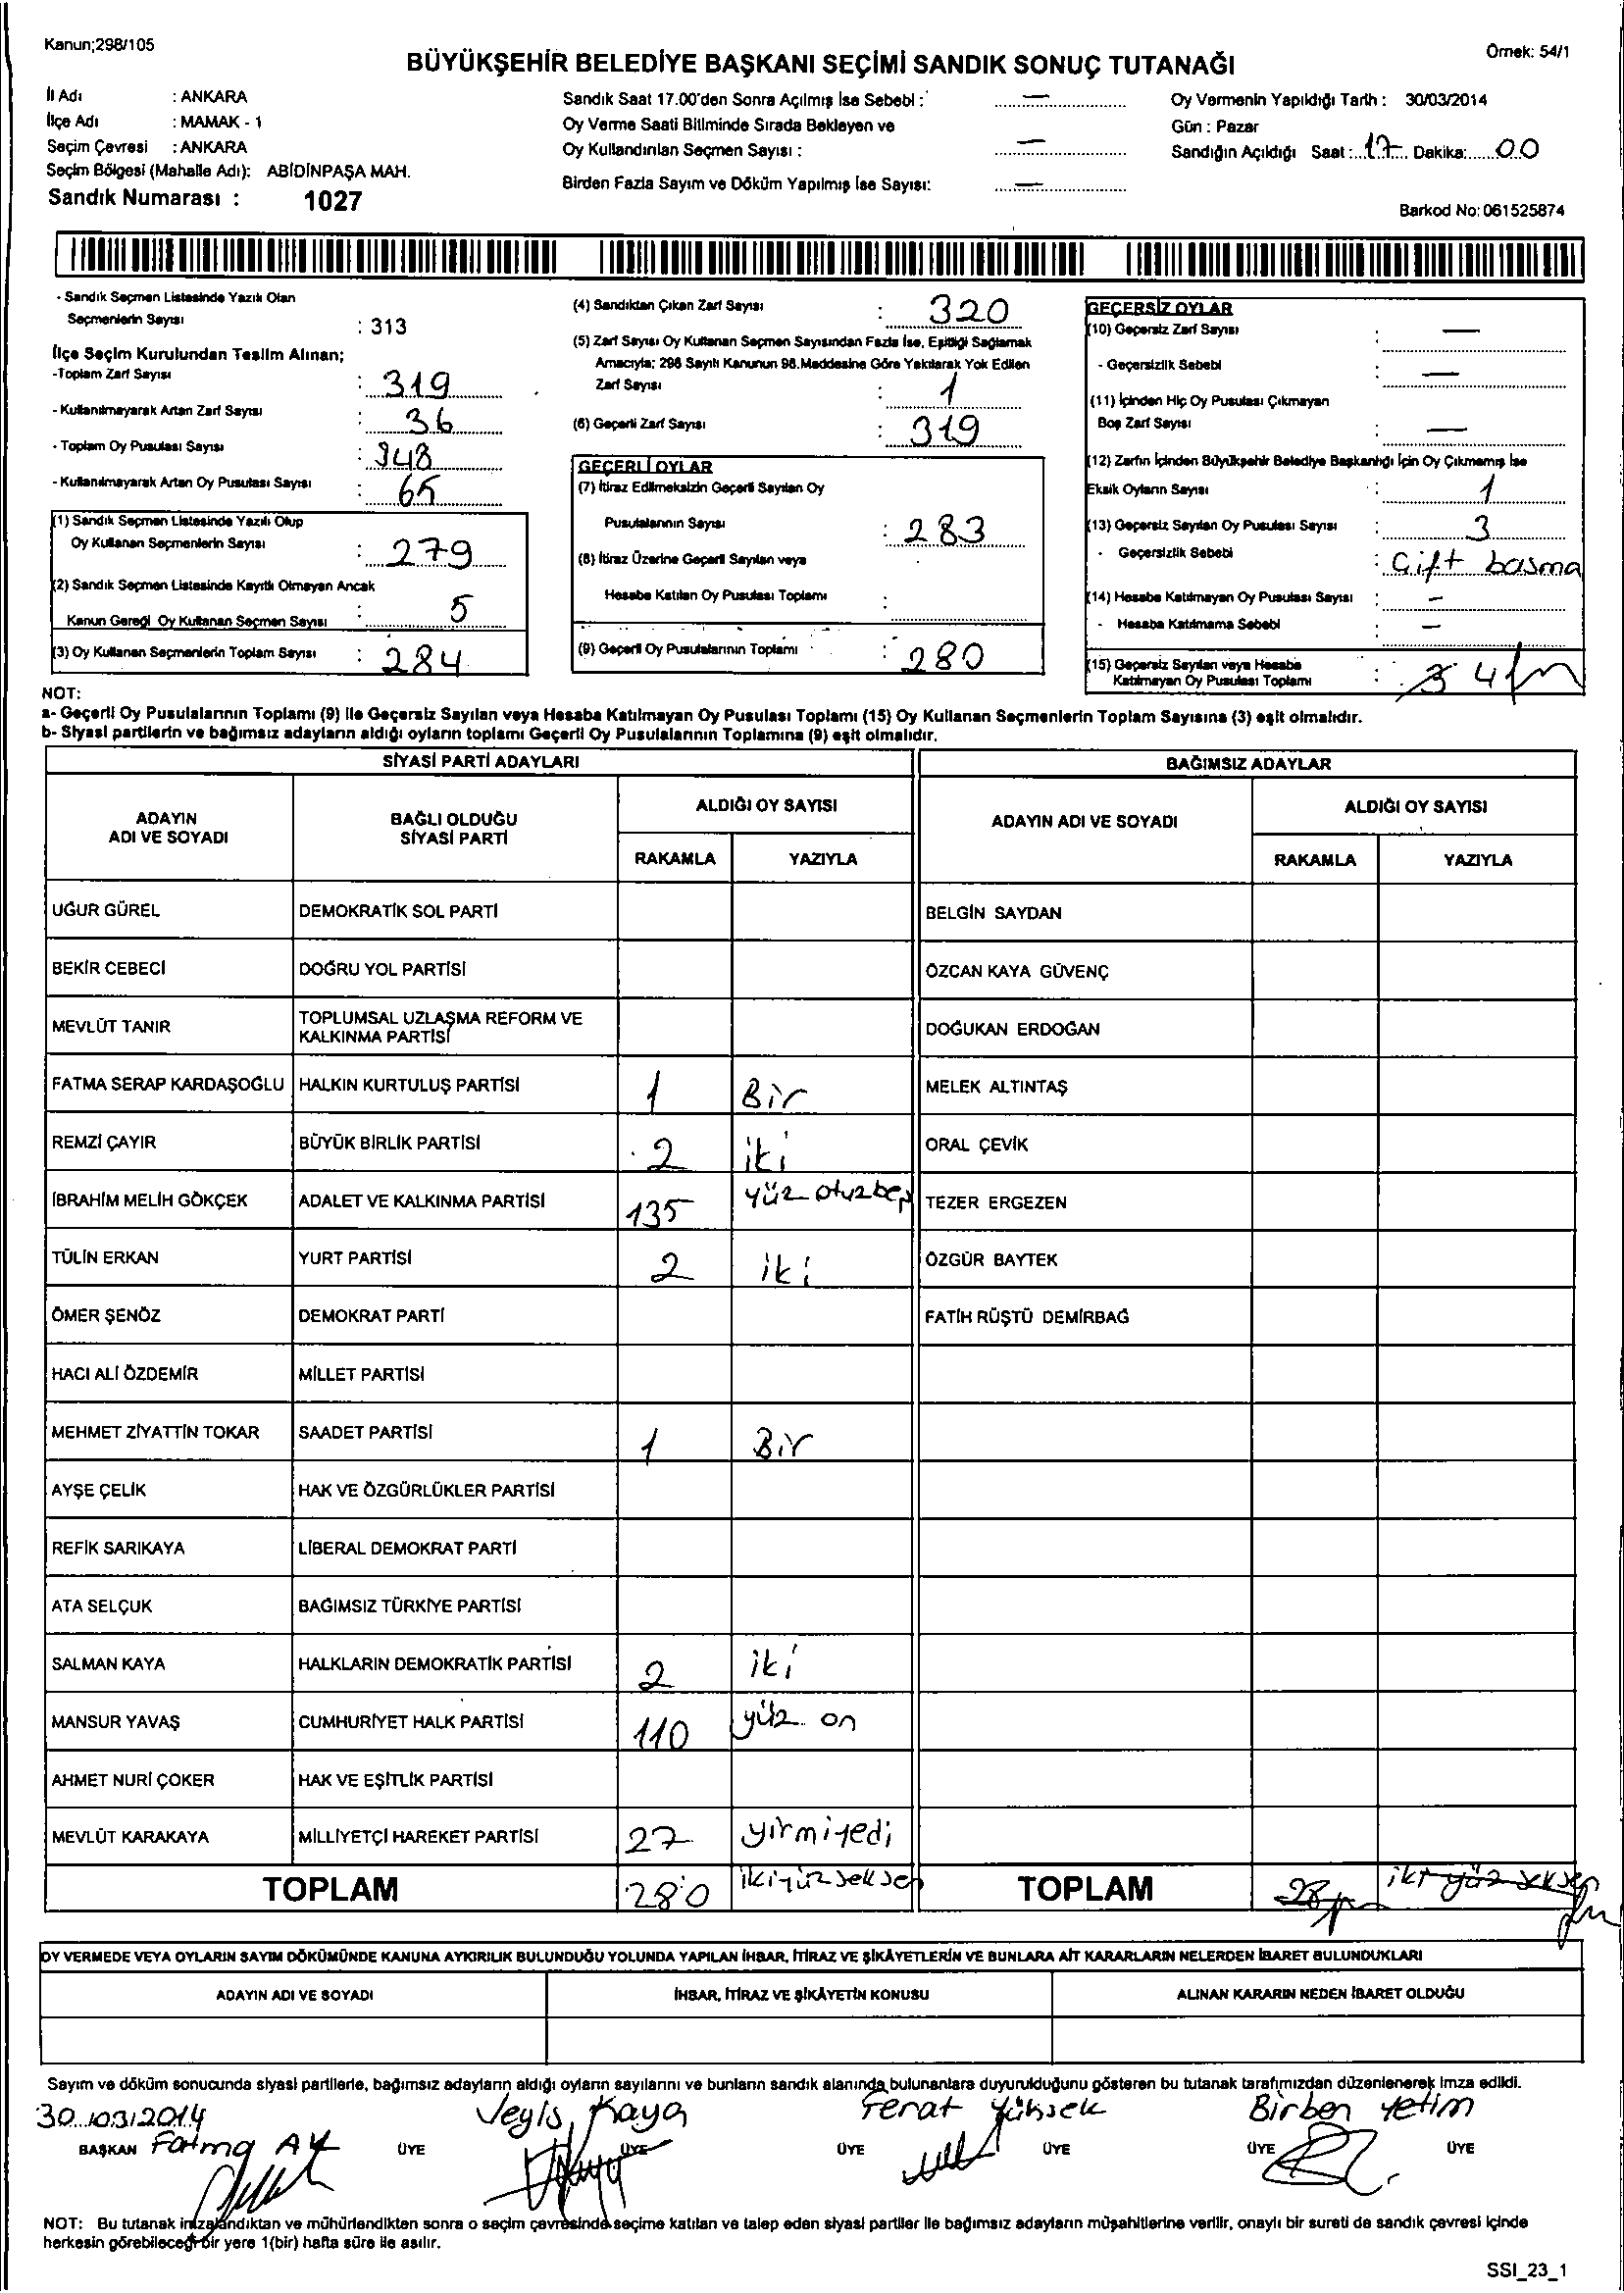 Kanun;298/105
Örnek: 54/1
BÜYÜKŞEHİR BELEDİYE BAŞKANI SEÇİMİ SANDIK SONUÇ TUTANAĞI
İl Adı : ANKARA
İlçe Adı : MAMAK - 1
Seçim Çevresi : ANKARA
Seçim Bölgesi (Mahalle Adı): ABİDİNPAŞA MAH.
Sandık Numarası : 1027
Sandık Saat 17.00'den Sonra Açılmış İse Sebebi : —
Oy Verme Saati Bitiminde Sırada Bekleyen ve
Oy Kullandırılan Seçmen Sayısı : —
Birden Fazla Sayım ve Döküm Yapılmış İse Sayısı: —
Oy Vermenin Yapıldığı Tarih : 30/03/2014
Gün : Pazar
Sandığın Açıldığı Saat : 17 Dakika: 00
Barkod No: 061525874
- Sandık Seçmen Listesinde Yazılı Olan
Seçmenlerin Sayısı : 313
İlçe Seçim Kurulundan Teslim Alınan;
-Toplam Zarf Sayısı : 319
- Kullanılmayarak Artan Zarf Sayısı : 36
- Toplam Oy Pusulası Sayısı : 348
- Kullanılmayarak Artan Oy Pusulası Sayısı : 65
(1) Sandık Seçmen Listesinde Yazılı Olup
Oy Kullanan Seçmenlerin Sayısı : 279
(2) Sandık Seçmen Listesinde Kayıtlı Olmayan Ancak
Kanun Gereği Oy Kullanan Seçmen Sayısı : 5
(3) Oy Kullanan Seçmenlerin Toplam Sayısı : 284
(4) Sandıktan Çıkan Zarf Sayısı : 320
(5) Zarf Sayısı Oy Kullanan Seçmen Sayısından Fazla İse, Eşitliği Sağlamak
Amacıyla; 298 Sayılı Kanunun 98.Maddesine Göre Yakılarak Yok Edilen
Zarf Sayısı : 1
(6) Geçerli Zarf Sayısı : 319
GEÇERLİ OYLAR
(7) İtiraz Edilmeksizin Geçerli Sayılan Oy
Pusulalarının Sayısı : 283
(8) İtiraz Üzerine Geçerli Sayılan veya
Hesaba Katılan Oy Pusulası Toplamı :
(9) Geçerli Oy Pusulalarının Toplamı : 280
GEÇERSİZ OYLAR
(10) Geçersiz Zarf Sayısı : —
- Geçersizlik Sebebi : —
(11) İçinden Hiç Oy Pusulası Çıkmayan
Boş Zarf Sayısı : —
(12) Zarfın İçinden Büyükşehir Belediye Başkanlığı İçin Oy Çıkmamış İse
Eksik Oyların Sayısı : 1
(13) Geçersiz Sayılan Oy Pusulası Sayısı : 3
- Geçersizlik Sebebi : Çift basma
(14) Hesaba Katılmayan Oy Pusulası Sayısı : –
- Hesaba Katılmama Sebebi : –
(15) Geçersiz Sayılan veya Hesaba
Katılmayan Oy Pusulası Toplamı : 3 4
NOT:
a- Geçerli Oy Pusulalarının Toplamı (9) ile Geçersiz Sayılan veya Hesaba Katılmayan Oy Pusulası Toplamı (15) Oy Kullanan Seçmenlerin Toplam Sayısına (3) eşit olmalıdır.
b- Siyasi partilerin ve bağımsız adayların aldığı oyların toplamı Geçerli Oy Pusulalarının Toplamına (9) eşit olmalıdır.
SİYASİ PARTİ ADAYLARI
BAĞIMSIZ ADAYLAR
ADAYIN ADI VE SOYADI
BAĞLI OLDUĞU SİYASİ PARTİ
ALDIĞI OY SAYISI
RAKAMLA YAZIYLA
ADAYIN ADI VE SOYADI
ALDIĞI OY SAYISI
RAKAMLA YAZIYLA
UĞUR GÜREL DEMOKRATİK SOL PARTİ BELGİN SAYDAN
BEKİR CEBECİ DOĞRU YOL PARTİSİ ÖZCAN KAYA GÜVENÇ
MEVLÜT TANIR TOPLUMSAL UZLAŞMA REFORM VE KALKINMA PARTİSİ DOĞUKAN ERDOĞAN
FATMA SERAP KARDAŞOĞLU HALKIN KURTULUŞ PARTİSİ 1 Bir MELEK ALTINTAŞ
REMZİ ÇAYIR BÜYÜK BİRLİK PARTİSİ 2 iki ORAL ÇEVİK
İBRAHİM MELİH GÖKÇEK ADALET VE KALKINMA PARTİSİ 135 yüz otuzbeş TEZER ERGEZEN
TÜLİN ERKAN YURT PARTİSİ 2 iki ÖZGÜR BAYTEK
ÖMER ŞENÖZ DEMOKRAT PARTİ FATİH RÜŞTÜ DEMİRBAĞ
HACI ALİ ÖZDEMİR MİLLET PARTİSİ
MEHMET ZİYATTİN TOKAR SAADET PARTİSİ 1 Bir
AYŞE ÇELİK HAK VE ÖZGÜRLÜKLER PARTİSİ
REFİK SARIKAYA LİBERAL DEMOKRAT PARTİ
ATA SELÇUK BAĞIMSIZ TÜRKİYE PARTİSİ
SALMAN KAYA HALKLARIN DEMOKRATİK PARTİSİ 2 iki
MANSUR YAVAŞ CUMHURİYET HALK PARTİSİ 110 yüz on
AHMET NURİ ÇOKER HAK VE EŞİTLİK PARTİSİ
MEVLÜT KARAKAYA MİLLİYETÇİ HAREKET PARTİSİ 27 yirmiyedi
TOPLAM 280 ikiyüz seksen TOPLAM iki yüz seksen
OY VERMEDE VEYA OYLARIN SAYIM DÖKÜMÜNDE KANUNA AYKIRILIK BULUNDUĞU YOLUNDA YAPILAN İHBAR, İTİRAZ VE ŞİKÂYETLERİN VE BUNLARA AİT KARARLARIN NELERDEN İBARET BULUNDUKLARI
ADAYIN ADI VE SOYADI İHBAR, İTİRAZ VE ŞİKÂYETİN KONUSU ALINAN KARARIN NEDEN İBARET OLDUĞU
Sayım ve döküm sonucunda siyasi partilerle, bağımsız adayların aldığı oyların sayılarını ve bunların sandık alanında bulunanlara duyurulduğunu gösteren bu tutanak tarafımızdan düzenlenerek imza edildi.
30/03/2014 Veyis Kaya Ferat Yüksek Birben Yetim
BAŞKAN Fatma AY ÜYE ÜYE ÜYE ÜYE ÜYE ÜYE
NOT: Bu tutanak imzalandıktan ve mühürlendikten sonra o seçim çevresinde seçime katılan ve talep eden siyasi partiler ile bağımsız adayların müşahitlerine verilir, onaylı bir sureti de sandık çevresi içinde
herkesin görebileceği bir yere 1(bir) hafta süre ile asılır.
SSI_23_1